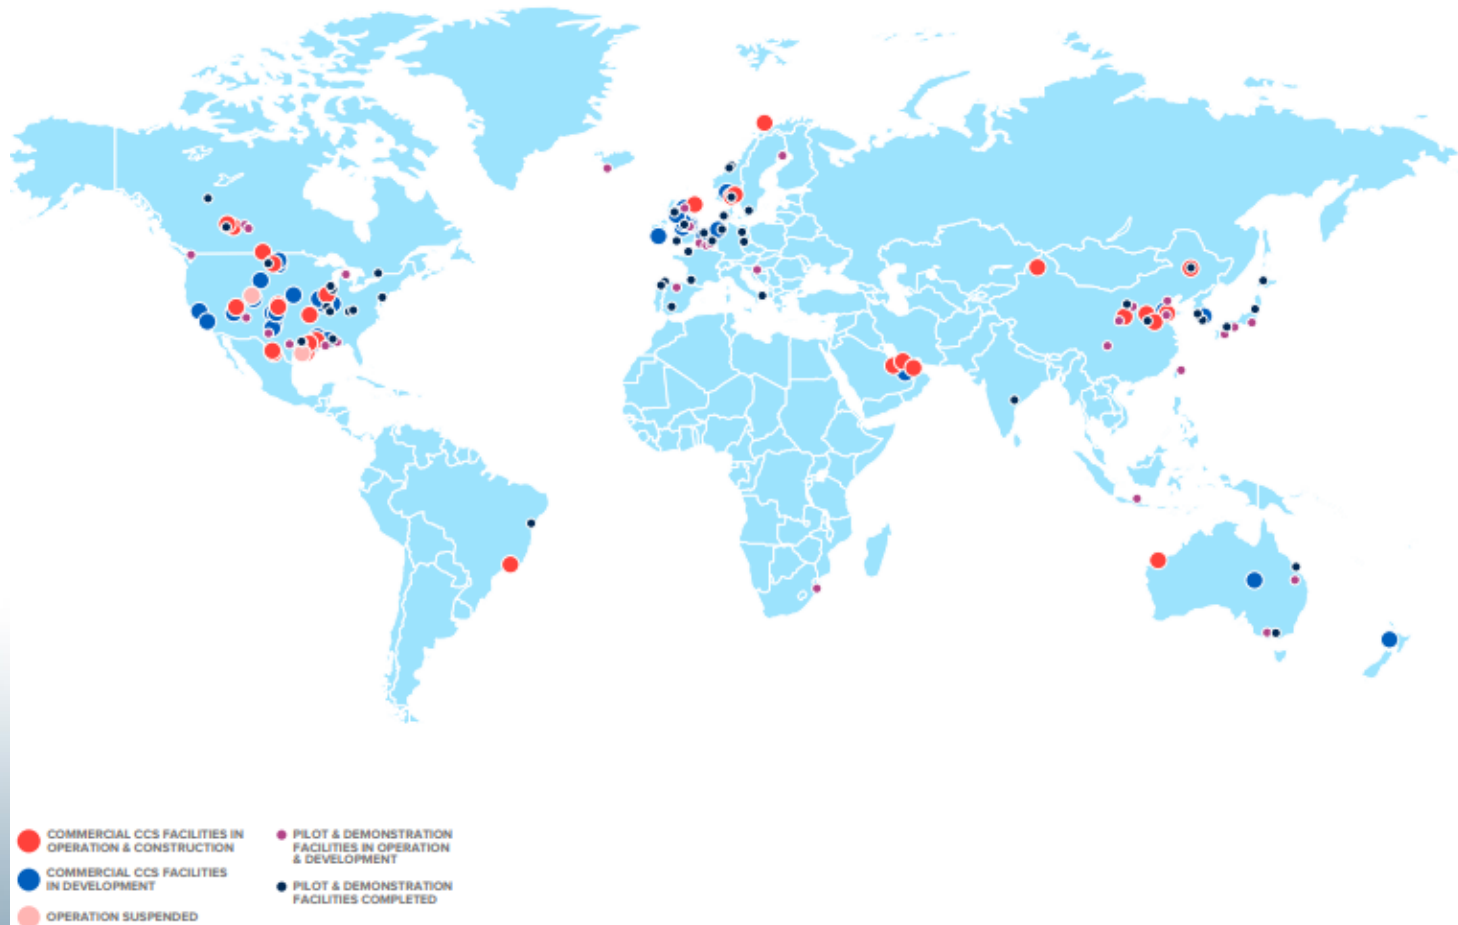 COMMERCIAL CCS FACILITIES IN
OPERATION & CONSTRUCTION
COMMERCIAL CCS FACILITIES
IN DEVELOPMENT
OPERATION SUSPENDED
PILOT & DEMONSTRATION
FACILITIES IN OPERATION
& DEVELOPMENT
PILOT & DEMONSTRATION
FACILITIES COMPLETED